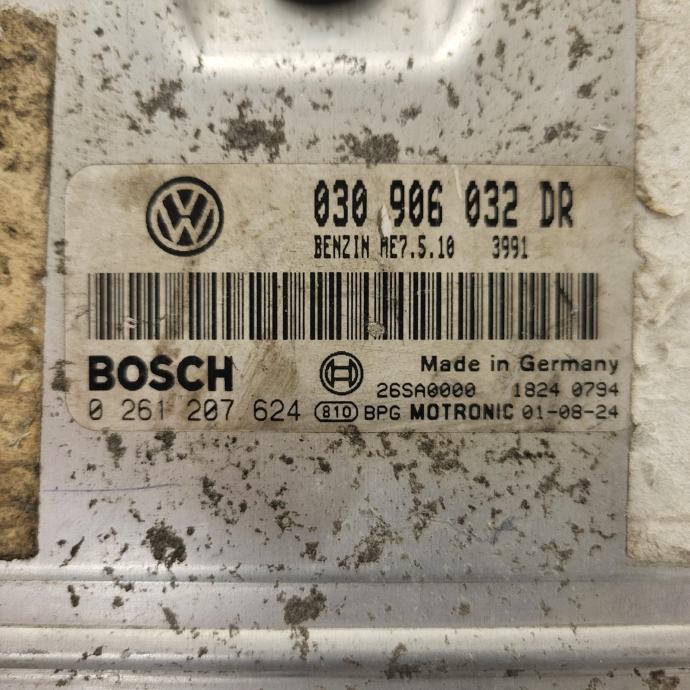 030 906 032 DR
BENZIN ME7.5.10 3991
BOSCH
Made in Germany
26SA0000 1824 0794
0 261 207 624 810 BPG MOTRONIC 01-08-24